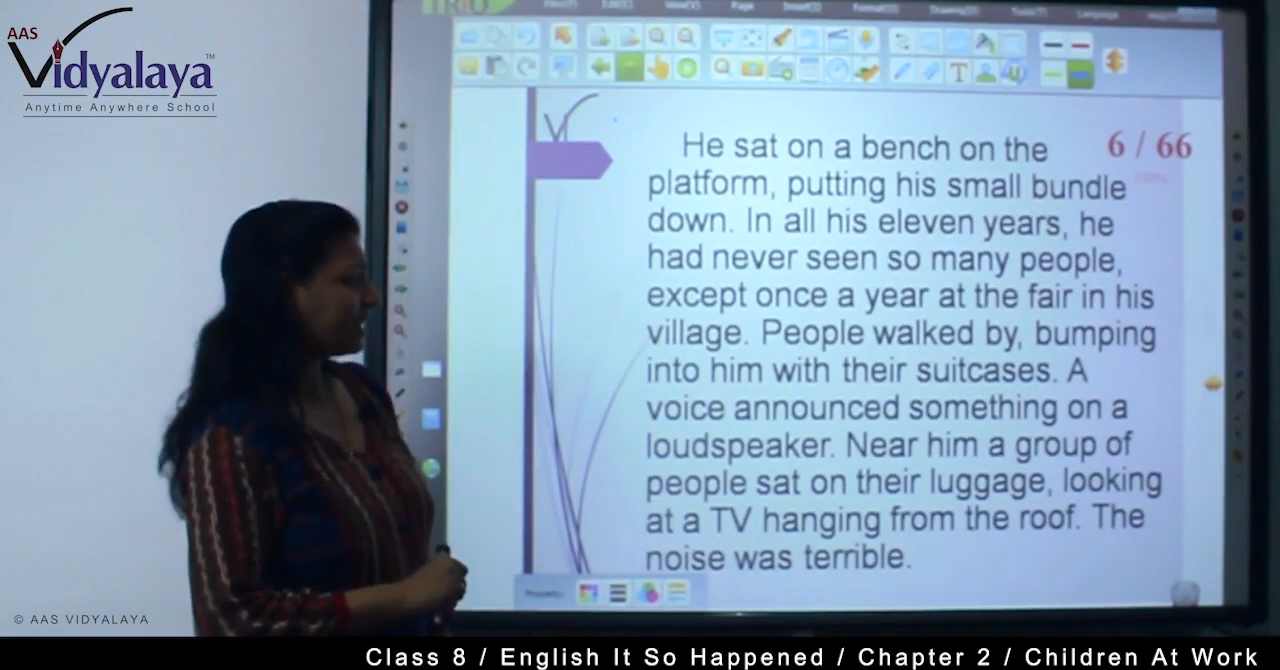 AAS
Vidyalaya™
Anytime Anywhere School
TRIO
Page
Language
He sat on a bench on the
6 / 66
platform, putting his small bundle
down. In all his eleven years, he
had never seen so many people,
except once a year at the fair in his
village. People walked by, bumping
into him with their suitcases. A
voice announced something on a
loudspeaker. Near him a group of
people sat on their luggage, looking
at a TV hanging from the roof. The
noise was terrible.
© AAS VIDYALAYA
Class 8 / English It So Happened / Chapter 2 / Children At Work